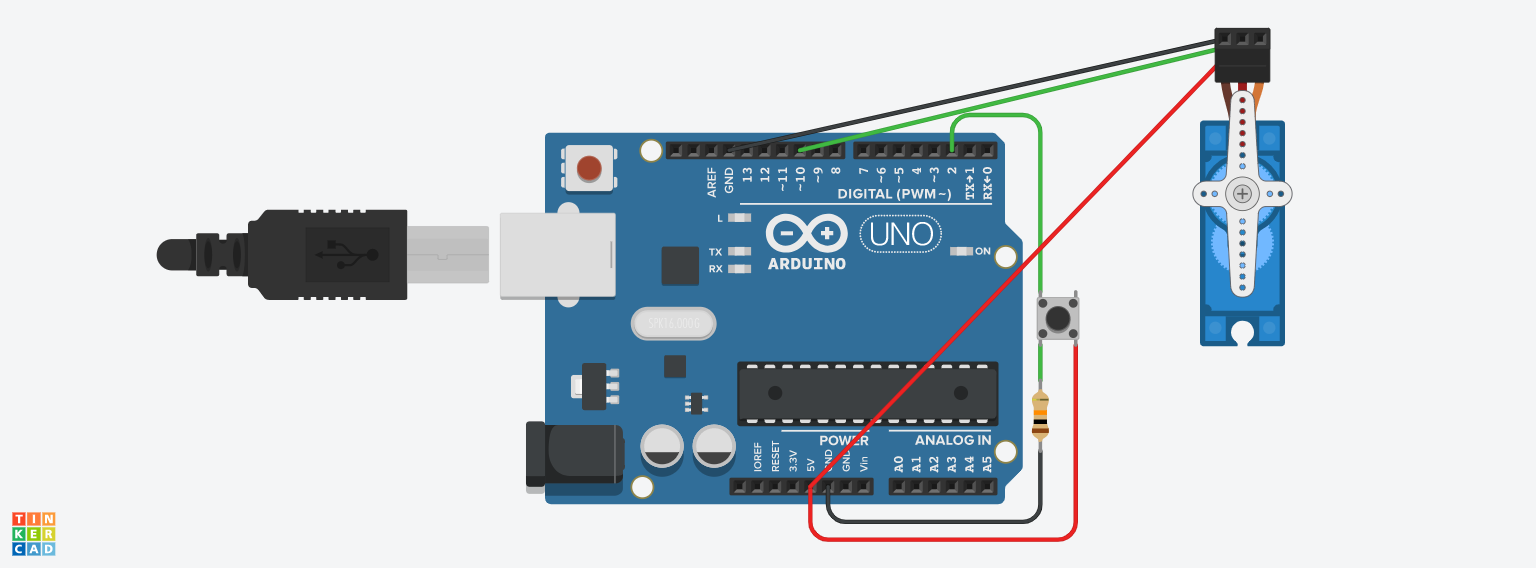 AREF
GND
13
12
~11
~10
~9
8
7
~6
~5
4
~3
2
TX→1
RX←0
DIGITAL (PWM~)
L
TX
RX
UNO
ARDUINO
ON
SPK16.000G
POWER
ANALOG IN
IOREF
RESET
3.3V
5V
GND
GND
Vin
A0
A1
A2
A3
A4
A5
TIN
KER
CAD